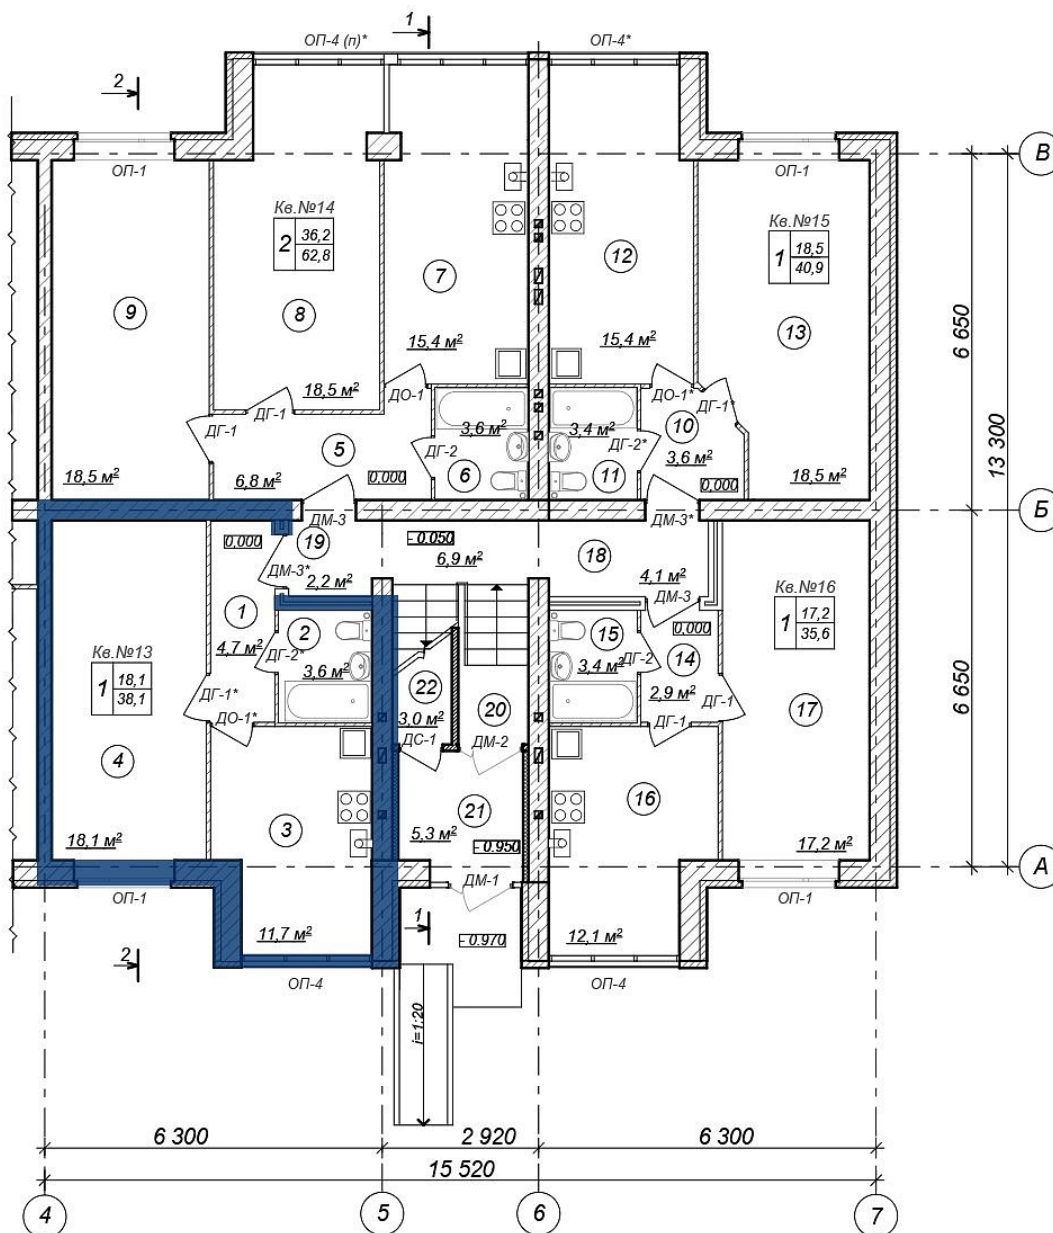 1
ОП-4 (п)*
ОП-4*
2
ОП-1
ОП-1
В
Кв.№14
2 36,2 62,8
Кв.№15
1 18,5 40,9
7
12
9
8
13
6 650
15,4 м²
15,4 м²
18,5 м²
ДО-1
ДО-1*
ДГ-1
ДГ-1*
ДГ-1
5
3,6 м²
3,4 м²
10
ДГ-2
ДГ-2*
3,6 м²
13 300
18,5 м²
6,8 м²
0,000
6
11
0,000
18,5 м²
Б
ДМ-3
ДМ-3*
0,000
19
-0.050
6,9 м²
18
ДМ-3*
2,2 м²
4,1 м²
ДМ-3
Кв.№16
1 17,2 35,6
1
2
15
0,000
4,7 м²
ДГ-2*
3,6 м²
3,4 м²
ДГ-2
14
Кв.№13
1 18,1 38,1
ДГ-1*
22
2,9 м²
ДГ-1
6 650
ДО-1*
3,0 м²
20
ДГ-1
17
ДС-1
ДМ-2
4
3
21
16
18,1 м²
5,3 м²
-0.950
17,2 м²
А
ДМ-1
ОП-1
ОП-1
1
11,7 м²
-0.970
12,1 м²
2
ОП-4
ОП-4
i=1:20
6 300
2 920
6 300
15 520
4
5
6
7